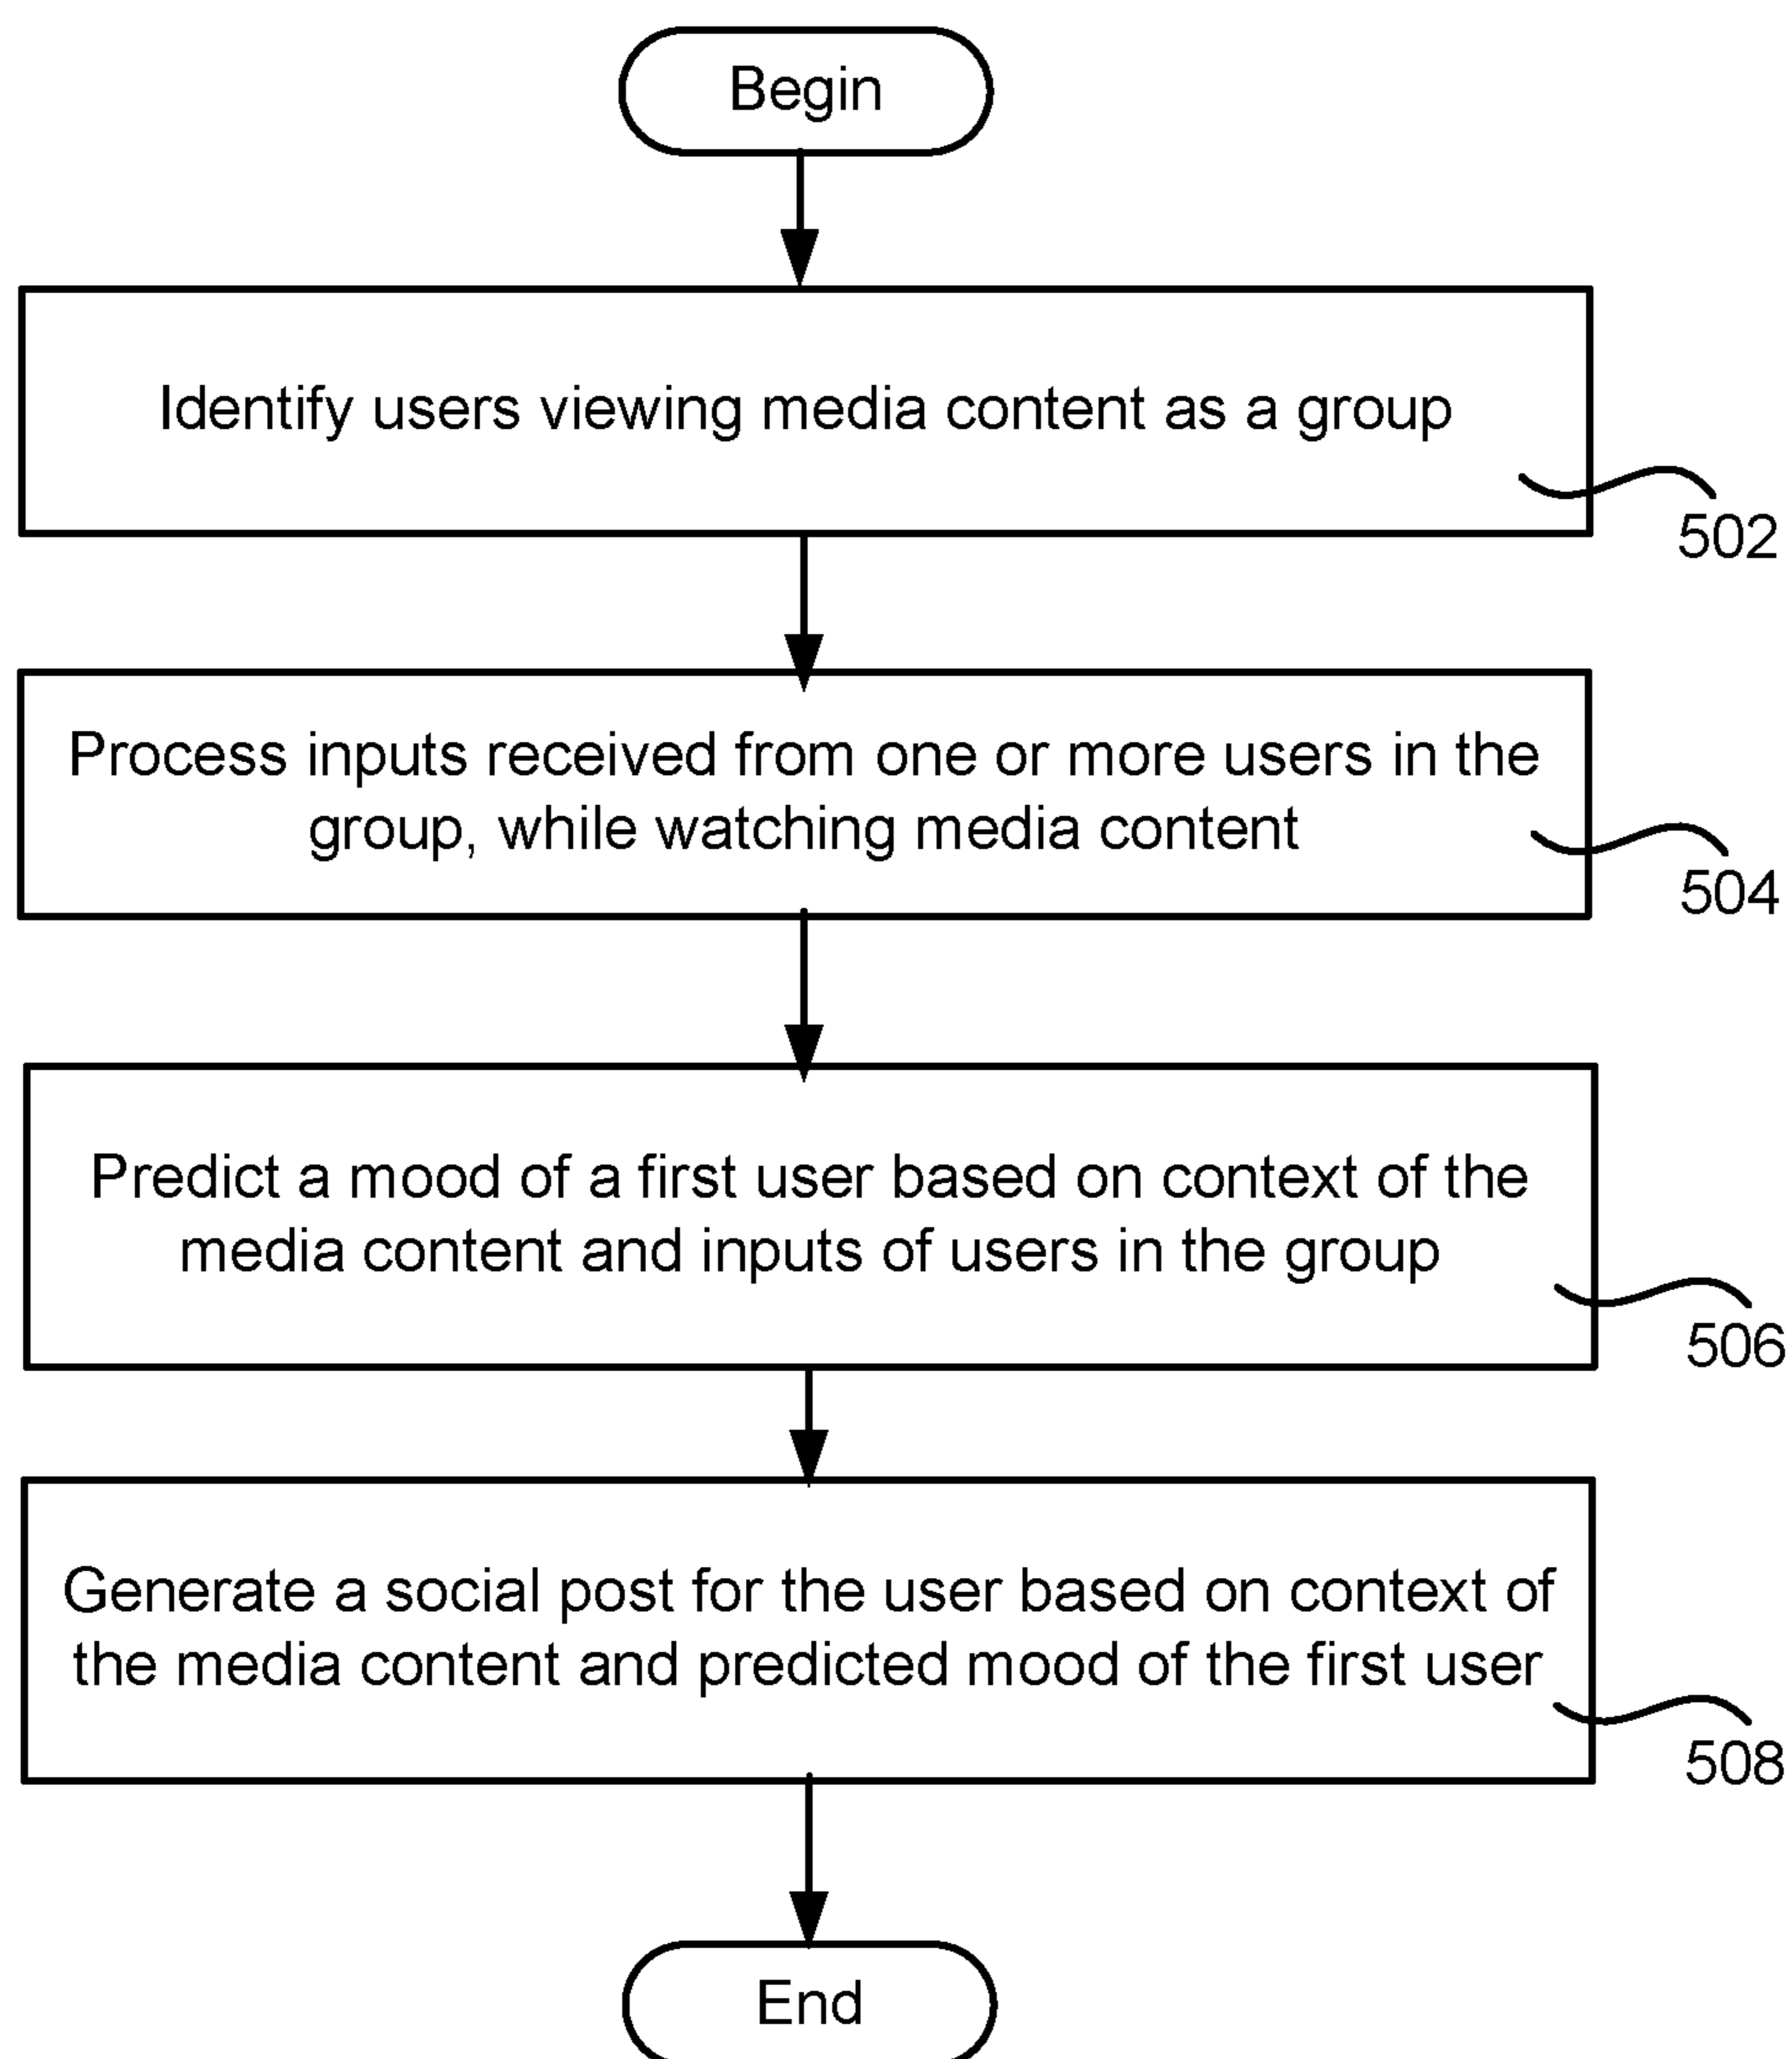 Begin
Identify users viewing media content as a group
502
Process inputs received from one or more users in the
group, while watching media content
504
Predict a mood of a first user based on context of the
media content and inputs of users in the group
506
Generate a social post for the user based on context of
the media content and predicted mood of the first user
508
End